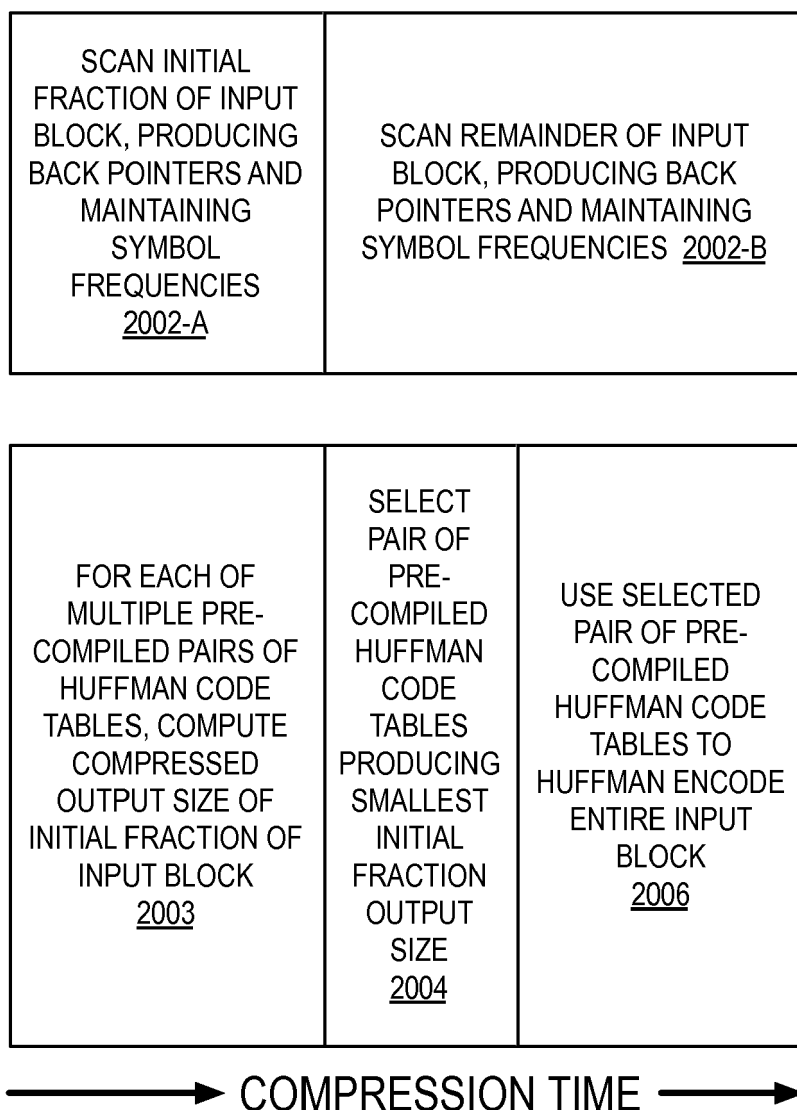 SCAN INITIAL
FRACTION OF INPUT
BLOCK, PRODUCING
BACK POINTERS AND
MAINTAINING
SYMBOL
FREQUENCIES
2002-A
SCAN REMAINDER OF INPUT
BLOCK, PRODUCING BACK
POINTERS AND MAINTAINING
SYMBOL FREQUENCIES 2002-B
FOR EACH OF
MULTIPLE PRE-
COMPILED PAIRS OF
HUFFMAN CODE
TABLES, COMPUTE
COMPRESSED
OUTPUT SIZE OF
INITIAL FRACTION OF
INPUT BLOCK
2003
SELECT
PAIR OF
PRE-
COMPILED
HUFFMAN
CODE
TABLES
PRODUCING
SMALLEST
INITIAL
FRACTION
OUTPUT
SIZE
2004
USE SELECTED
PAIR OF PRE-
COMPILED
HUFFMAN CODE
TABLES TO
HUFFMAN ENCODE
ENTIRE INPUT
BLOCK
2006
COMPRESSION TIME